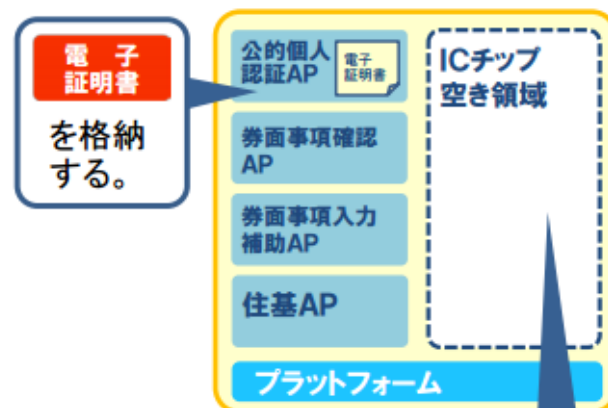 電 子
証明書
を格納
する。
公的個人
認証AP
電子
証明書
券面事項確認
AP
券面事項入力
補助AP
住基AP
ICチップ
空き領域
プラットフォーム